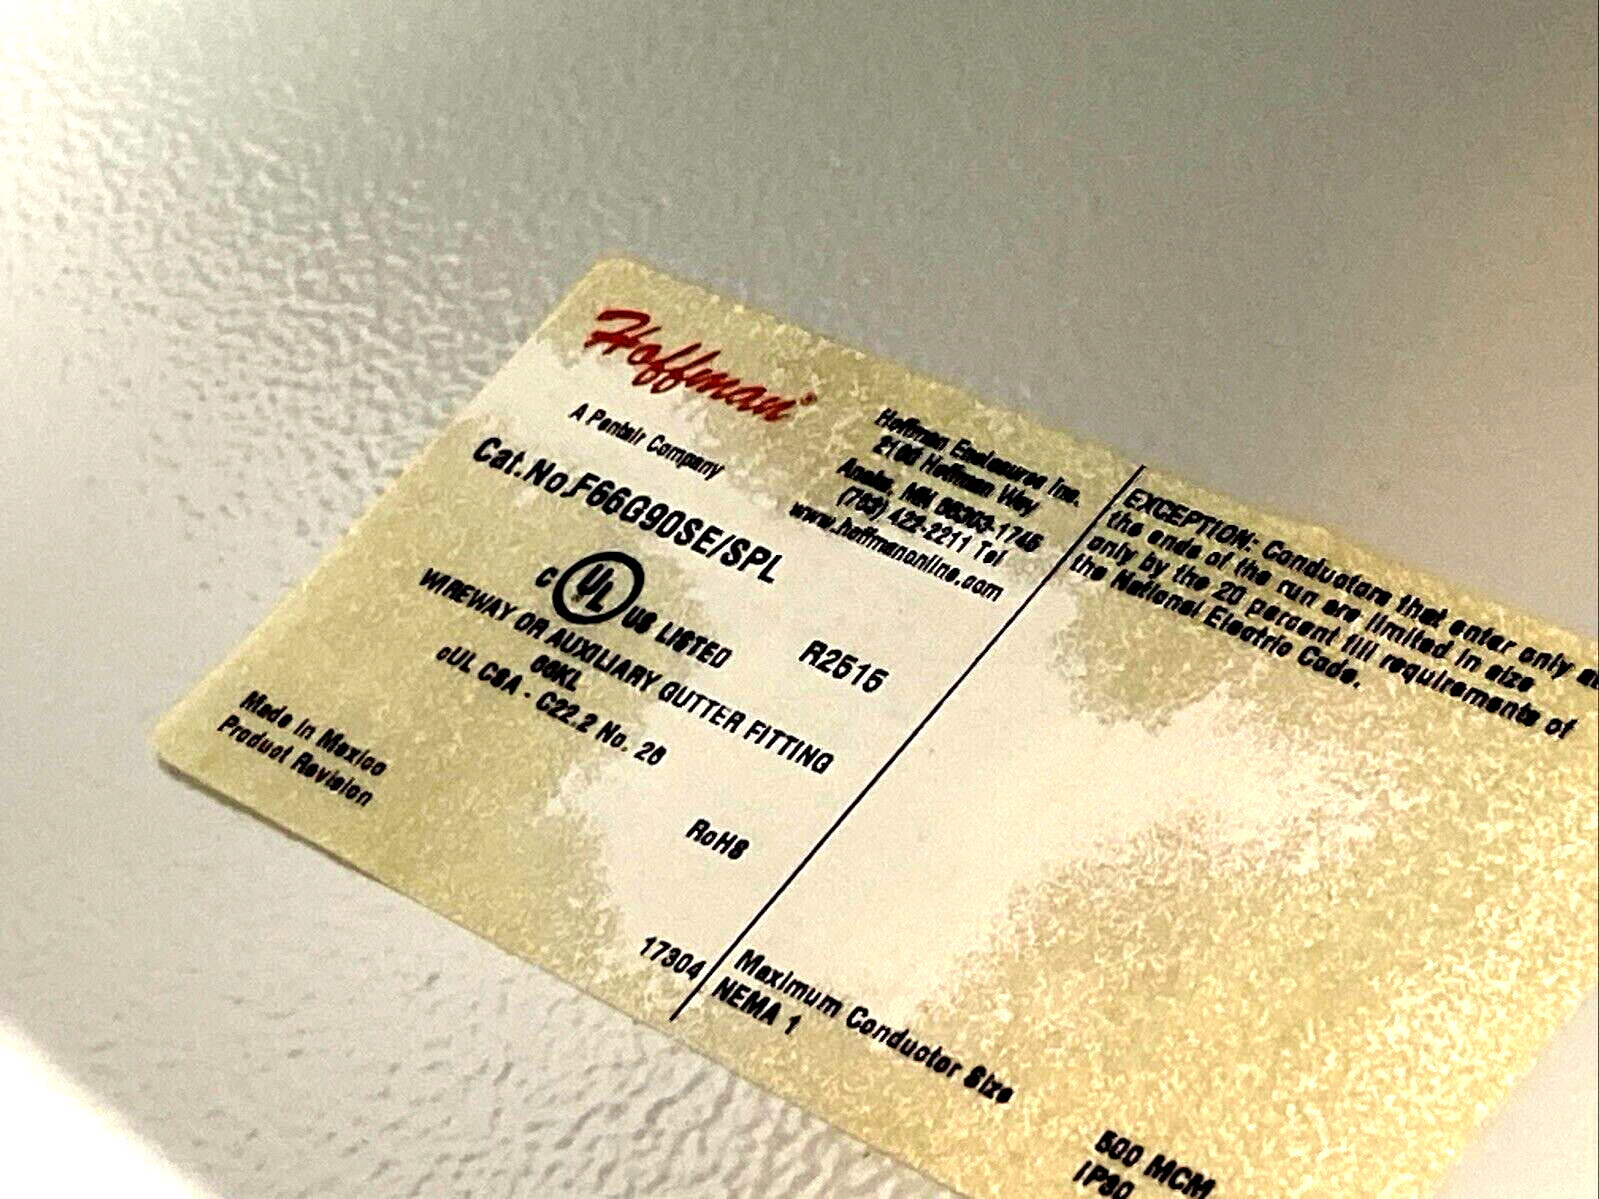 Hoffman®
A Pentair Company
Hoffman Enclosures Inc.
2100 Hoffman Way
Anoka, MN 55303-1745
(763) 422-2211 Tel
www.hoffmanonline.com
Cat.No.F66G90SE/SPL
C UL US LISTED
R2515
WIREWAY OR AUXILIARY GUTTER FITTING
66KL
cUL CSA - C22.2 No. 26
Made in Mexico
Product Revision
RoHS
17304
EXCEPTION: Conductors that enter only at
the ends of the run are limited in size
only by the 20 percent fill requirements of
the National Electric Code.
Maximum Conductor Size
NEMA 1
500 MCM
IP30